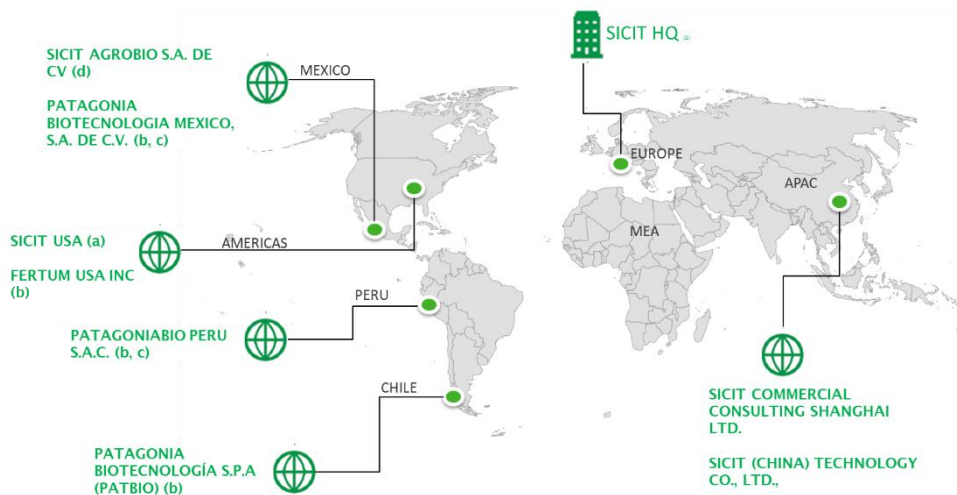 SICIT HQ (a)
SICIT AGROBIO S.A. DE
CV (d)
PATAGONIA
BIOTECNOLOGIA MEXICO,
S.A. DE C.V. (b, c)
MEXICO
EUROPE
APAC
MEA
SICIT USA (a)
FERTUM USA INC
(b)
AMERICAS
PERU
PATAGONIABIO PERU
S.A.C. (b, c)
CHILE
PATAGONIA
BIOTECNOLOGÍA S.P.A
(PATBIO) (b)
SICIT COMMERCIAL
CONSULTING SHANGHAI
LTD.
SICIT (CHINA) TECHNOLOGY
CO., LTD.,